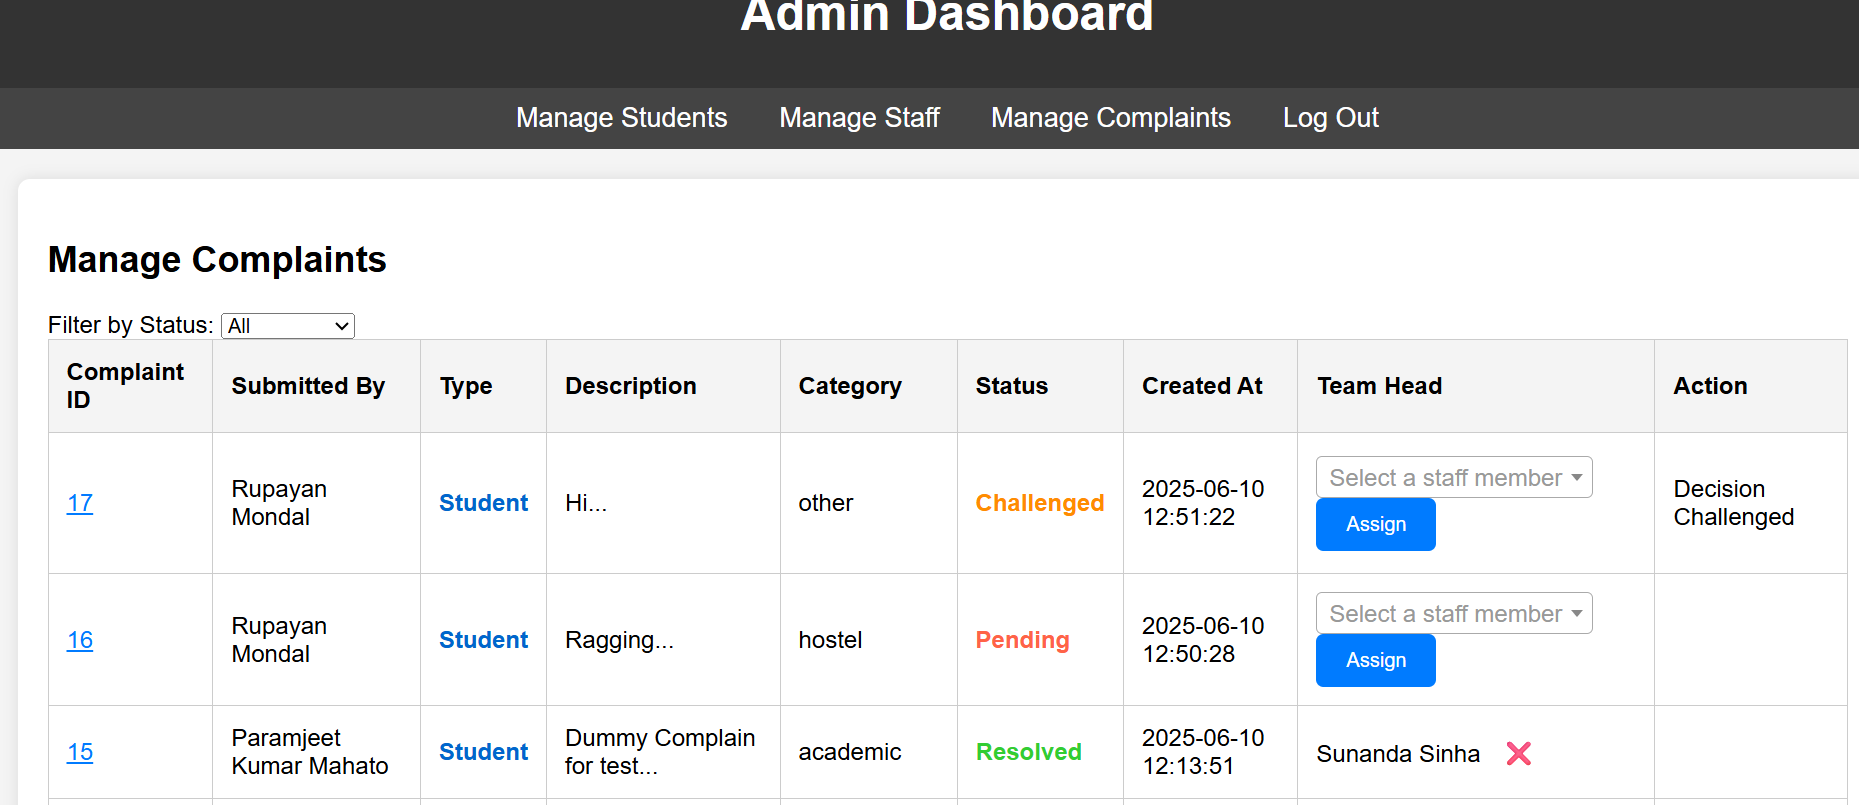 Admin Dashboard
Manage Students Manage Staff Manage Complaints Log Out
Manage Complaints
Filter by Status: All
Complaint ID Submitted By Type Description Category Status Created At Team Head Action
17 Rupayan Mondal Student Hi... other Challenged 2025-06-10 12:51:22 Select a staff member Assign Decision Challenged
16 Rupayan Mondal Student Ragging... hostel Pending 2025-06-10 12:50:28 Select a staff member Assign
15 Paramjeet Kumar Mahato Student Dummy Complain for test... academic Resolved 2025-06-10 12:13:51 Sunanda Sinha ❌